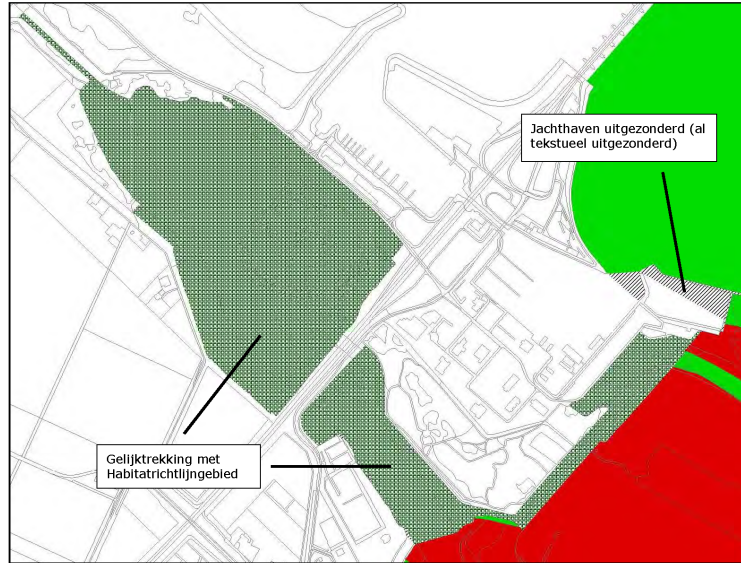 Jachthaven uitgezonderd (al
tekstueel uitgezonderd)
Gelijktrekking met
Habitatrichtlijngebied